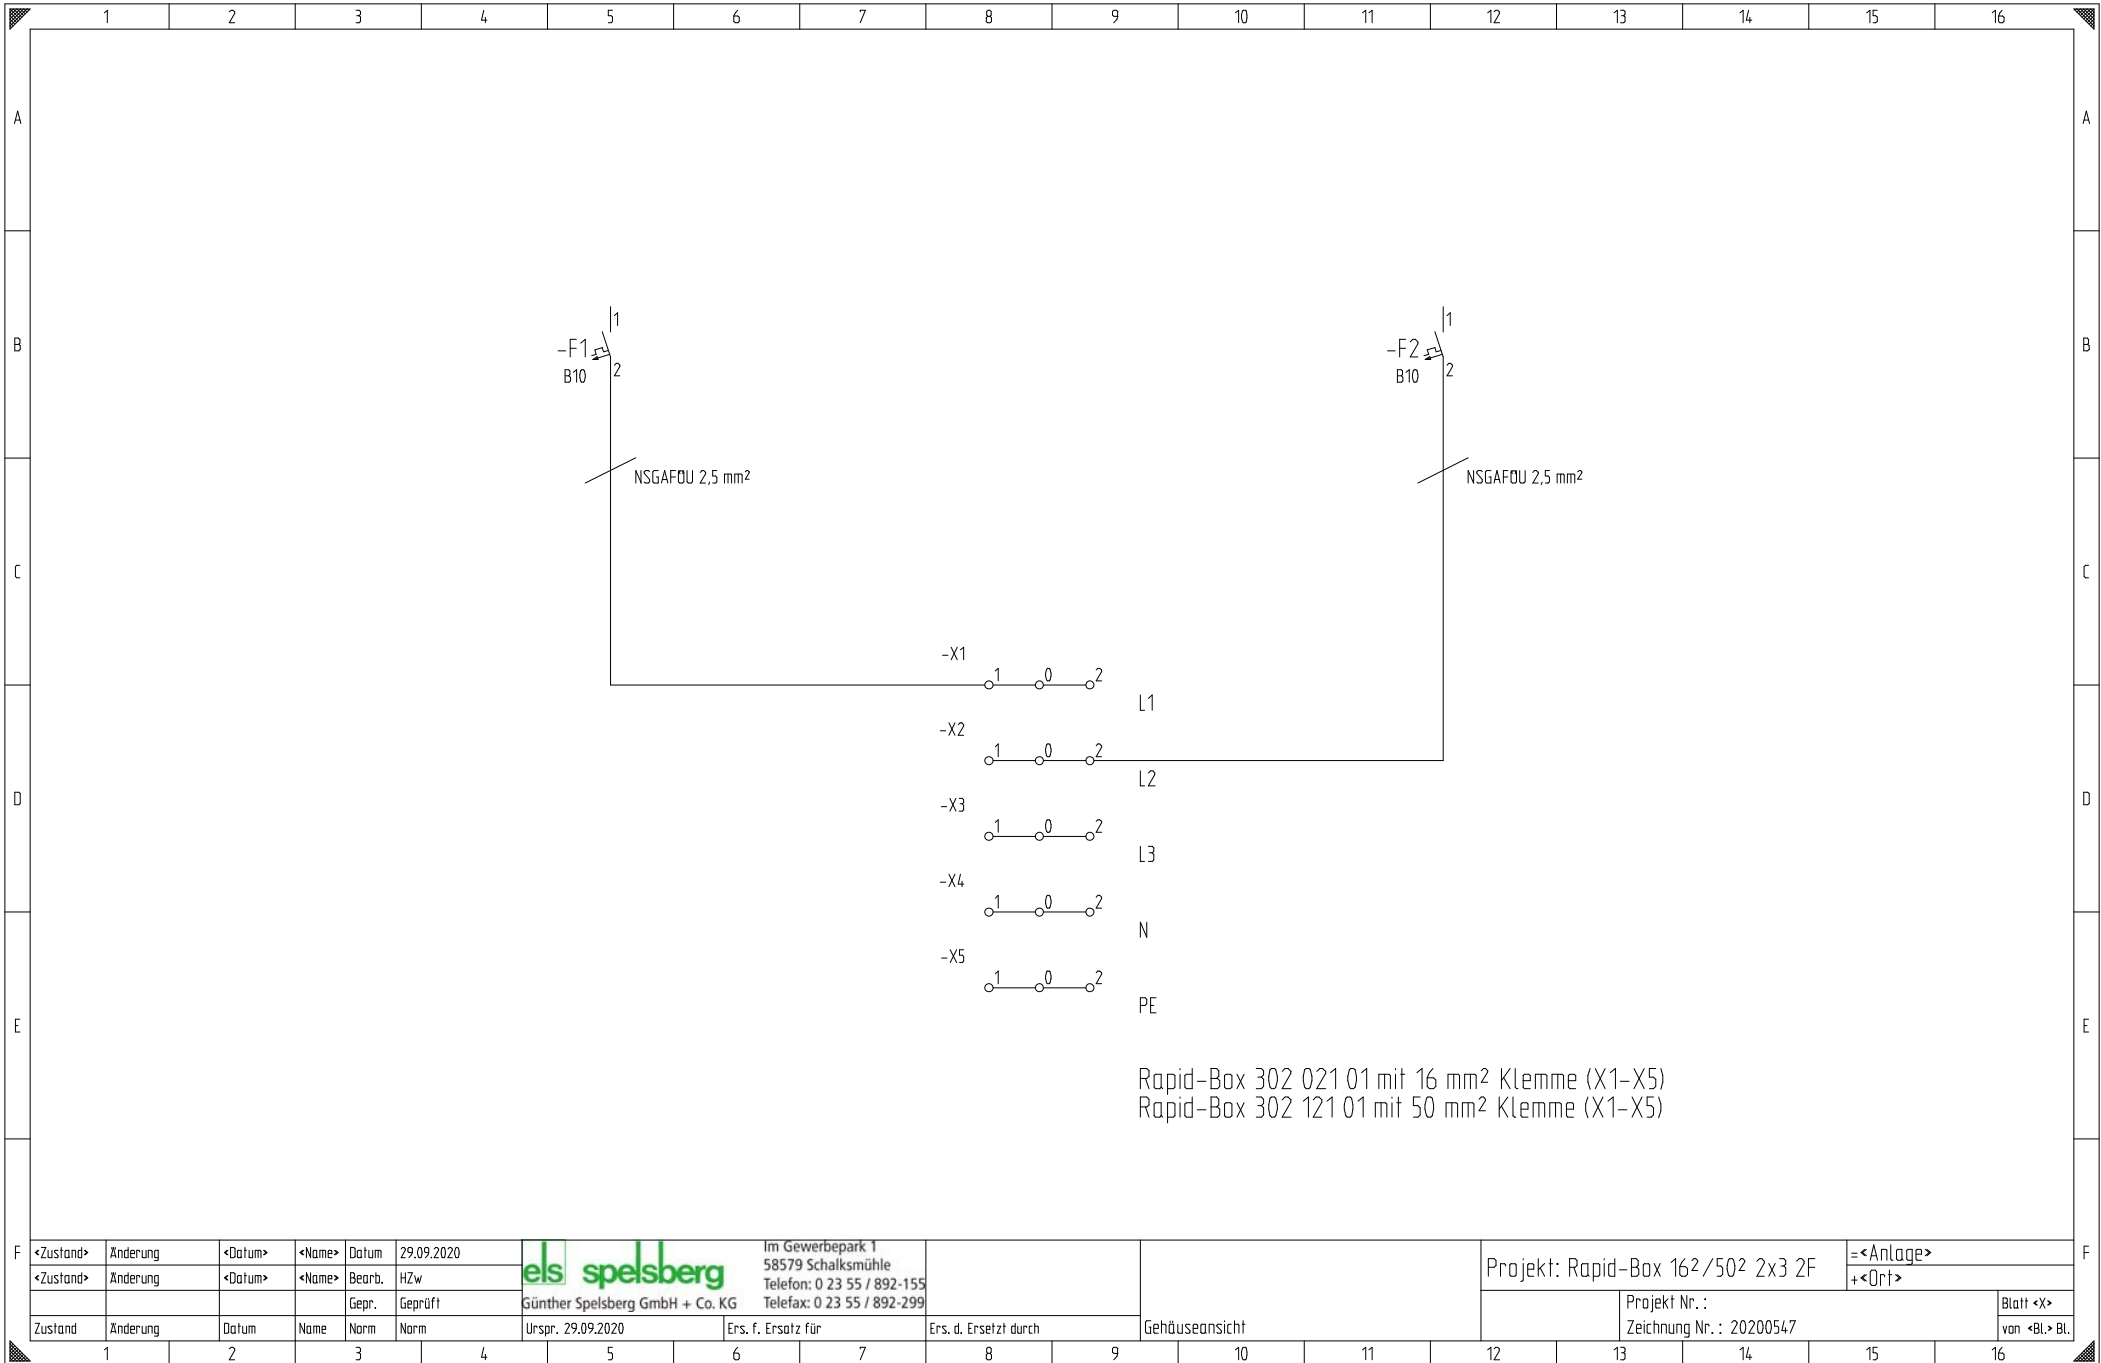 1 2 3 4 5 6 7 8 9 10 11 12 13 14 15 16
A A
1 1
B -F1 -F2 B
B10 2 B10 2
NSGAFÖU 2,5 mm² NSGAFÖU 2,5 mm²
C C
-X1
1 0 2
L1
-X2
1 0 2
L2
D D
-X3
1 0 2
L3
-X4
1 0 2
N
-X5
1 0 2
PE
E E
Rapid-Box 302 021 01 mit 16 mm² Klemme (X1-X5)
Rapid-Box 302 121 01 mit 50 mm² Klemme (X1-X5)
F F
<Zustand> Änderung <Datum> <Name> Datum 29.09.2020
<Zustand> Änderung <Datum> <Name> Bearb. HZw
Gepr. Geprüft
Zustand Änderung Datum Name Norm Norm
els spelsberg
Günther Spelsberg GmbH + Co. KG
Im Gewerbepark 1
58579 Schalksmühle
Telefon: 0 23 55 / 892-155
Telefax: 0 23 55 / 892-299
Urspr. 29.09.2020 Ers. f. Ersatz für Ers. d. Ersetzt durch
Gehäuseansicht
Projekt: Rapid-Box 16²/50² 2x3 2F
=<Anlage>
+<Ort>
Projekt Nr. :
Zeichnung Nr. : 20200547
Blatt <X>
von <Bl.> Bl.
1 2 3 4 5 6 7 8 9 10 11 12 13 14 15 16